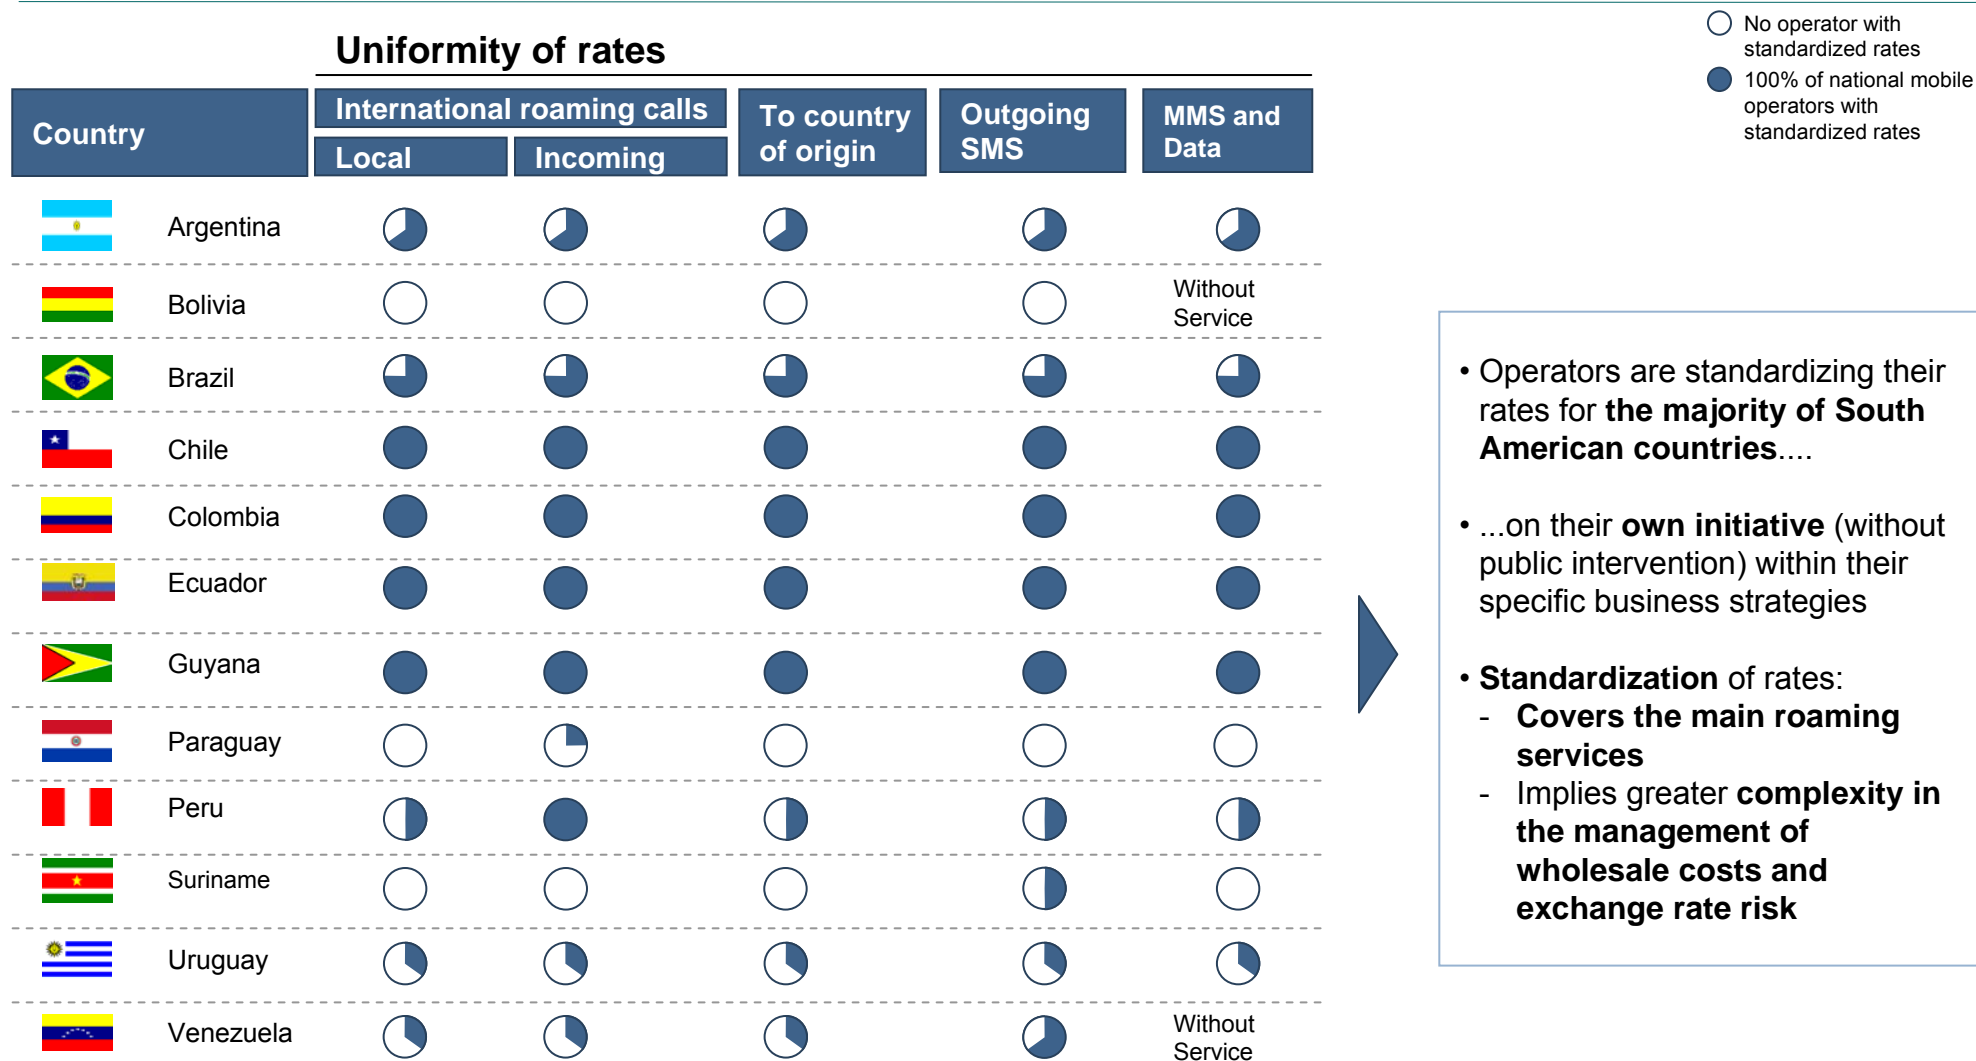 No operator with
standardized rates
100% of national mobile
operators with
standardized rates
Uniformity of rates
Country
International roaming calls
Local
Incoming
To country
of origin
Outgoing
SMS
MMS and
Data
Argentina
Bolivia
Without
Service
Brazil
Chile
Colombia
Ecuador
Guyana
Paraguay
Peru
Suriname
Uruguay
Venezuela
Without
Service
• Operators are standardizing their
rates for the majority of South
American countries....
• ...on their own initiative (without
public intervention) within their
specific business strategies
• Standardization of rates:
- Covers the main roaming
services
- Implies greater complexity in
the management of
wholesale costs and
exchange rate risk